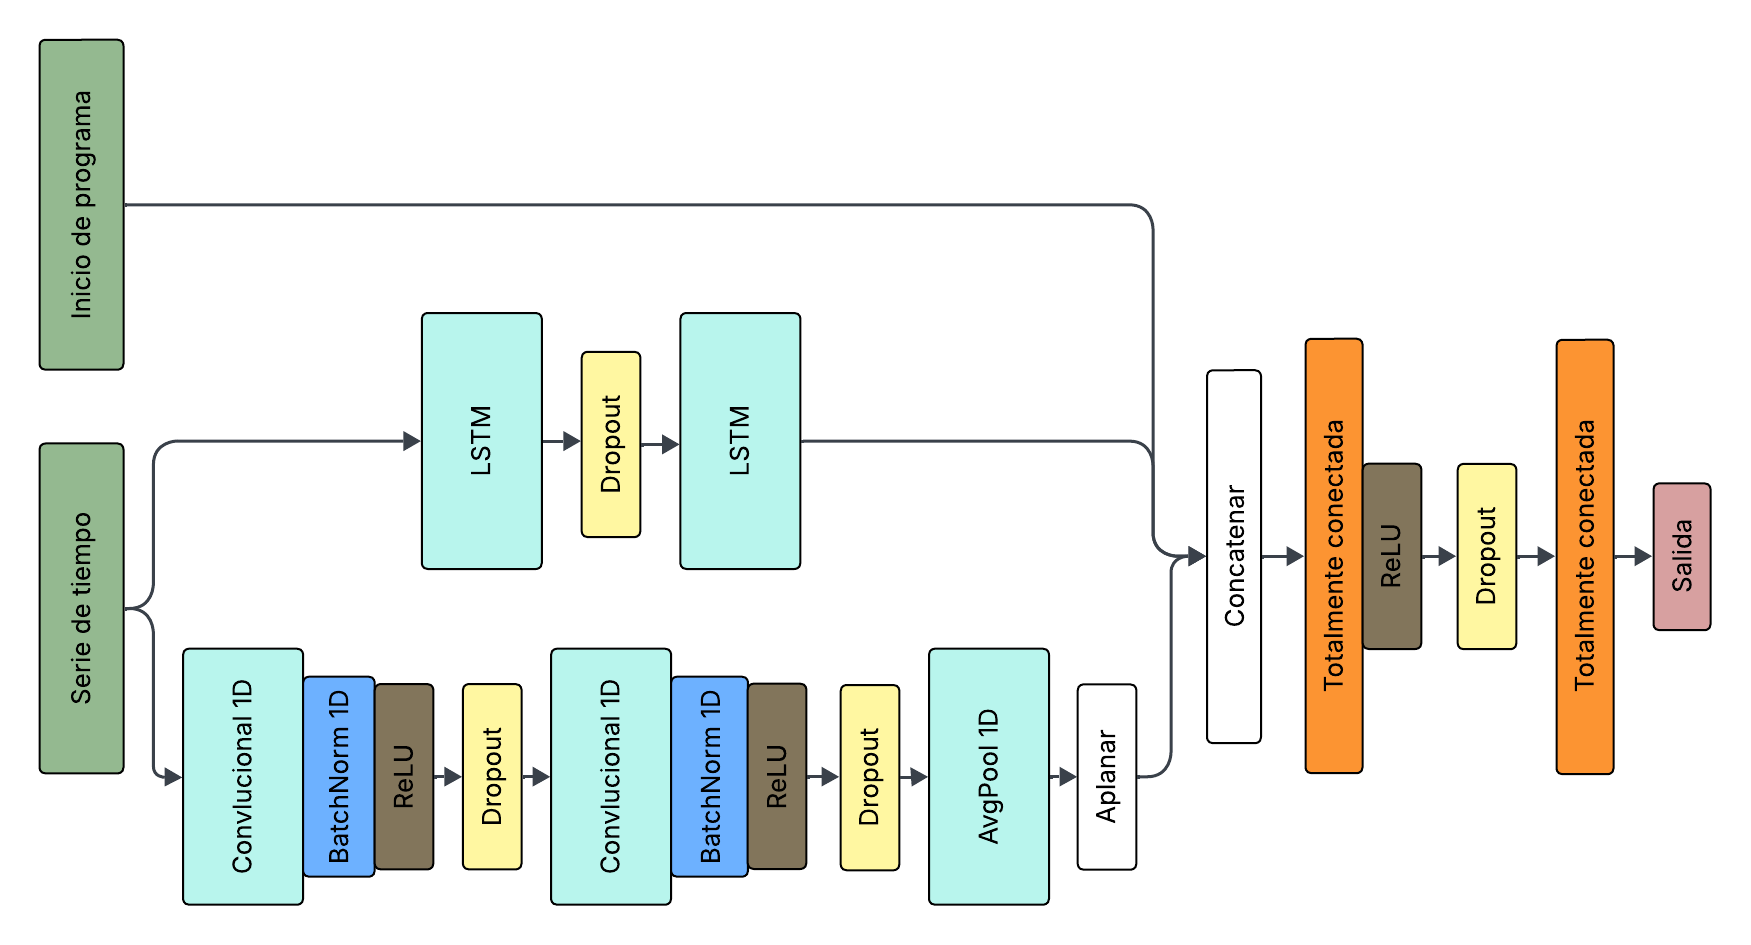 Inicio de programa
Serie de tiempo
LSTM
Dropout
LSTM
Convlucional 1D
BatchNorm 1D
ReLU
Dropout
Convlucional 1D
BatchNorm 1D
ReLU
Dropout
AvgPool 1D
Aplanar
Concatenar
Totalmente conectada
ReLU
Dropout
Totalmente conectada
Salida